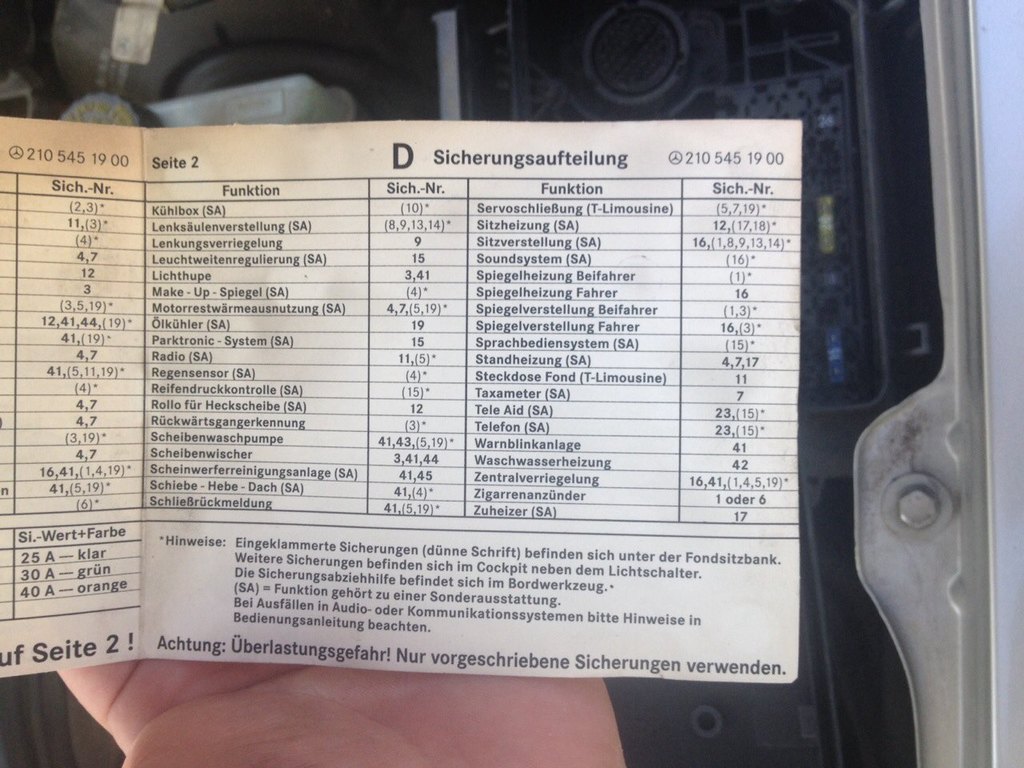 210 545 19 00
Sich.-Nr.
(2,3)*
11,(3)*
(4)*
4,7
12
3
(3,5,19)*
12,41,44,(19)*
41,(19)*
4,7
41,(5,11,19)*
(4)*
4,7
4,7
(3,19)*
4,7
16,41,(1,4,19)*
41,(5,19)*
(6)*
Si.-Wert+Farbe
25 A — klar
30 A — grün
40 A — orange
uf Seite 2 !
Seite 2 D Sicherungsaufteilung 210 545 19 00
Funktion Sich.-Nr. Funktion Sich.-Nr.
Kühlbox (SA) (10)* Servoschließung (T-Limousine) (5,7,19)*
Lenksäulenverstellung (SA) (8,9,13,14)* Sitzheizung (SA) 12,(17,18)*
Lenkungsverriegelung 9 Sitzverstellung (SA) 16,(1,8,9,13,14)*
Leuchtweitenregulierung (SA) 15 Soundsystem (SA) (16)*
Lichthupe 3,41 Spiegelheizung Beifahrer (1)*
Make - Up - Spiegel (SA) (4)* Spiegelheizung Fahrer 16
Motorrestwärmeausnutzung (SA) 4,7,(5,19)* Spiegelverstellung Beifahrer (1,3)*
Ölkühler (SA) 19 Spiegelverstellung Fahrer 16,(3)*
Parktronic - System (SA) 15 Sprachbediensystem (SA) (15)*
Radio (SA) 11,(5)* Standheizung (SA) 4,7,17
Regensensor (SA) (4)* Steckdose Fond (T-Limousine) 11
Reifendruckkontrolle (SA) (15)* Taxameter (SA) 7
Rollo für Heckscheibe (SA) 12 Tele Aid (SA) 23,(15)*
Rückwärtsgangerkennung (3)* Telefon (SA) 23,(15)*
Scheibenwaschpumpe 41,43,(5,19)* Warnblinkanlage 41
Scheibenwischer 3,41,44 Waschwasserheizung 42
Scheinwerferreinigungsanlage (SA) 41,45 Zentralverriegelung 16,41,(1,4,5,19)*
Schiebe - Hebe - Dach (SA) 41,(4)* Zigarrenanzünder 1 oder 6
Schließrückmeldung 41,(5,19)* Zuheizer (SA) 17
*Hinweise: Eingeklammerte Sicherungen (dünne Schrift) befinden sich unter der Fondsitzbank.
Weitere Sicherungen befinden sich im Cockpit neben dem Lichtschalter.
Die Sicherungsabziehhilfe befindet sich im Bordwerkzeug.*
(SA) = Funktion gehört zu einer Sonderausstattung.
Bei Ausfällen in Audio- oder Kommunikationssystemen bitte Hinweise in
Bedienungsanleitung beachten.
Achtung: Überlastungsgefahr! Nur vorgeschriebene Sicherungen verwenden.